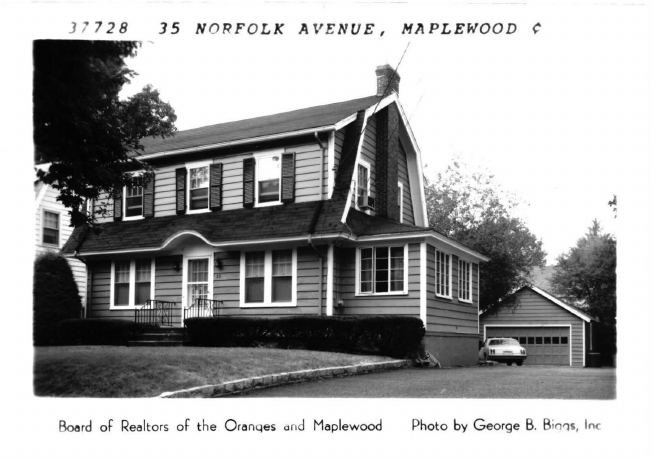 37728 35 NORFOLK AVENUE, MAPLEWOOD ¢
Board of Realtors of the Oranges and Maplewood Photo by George B. Biggs, Inc